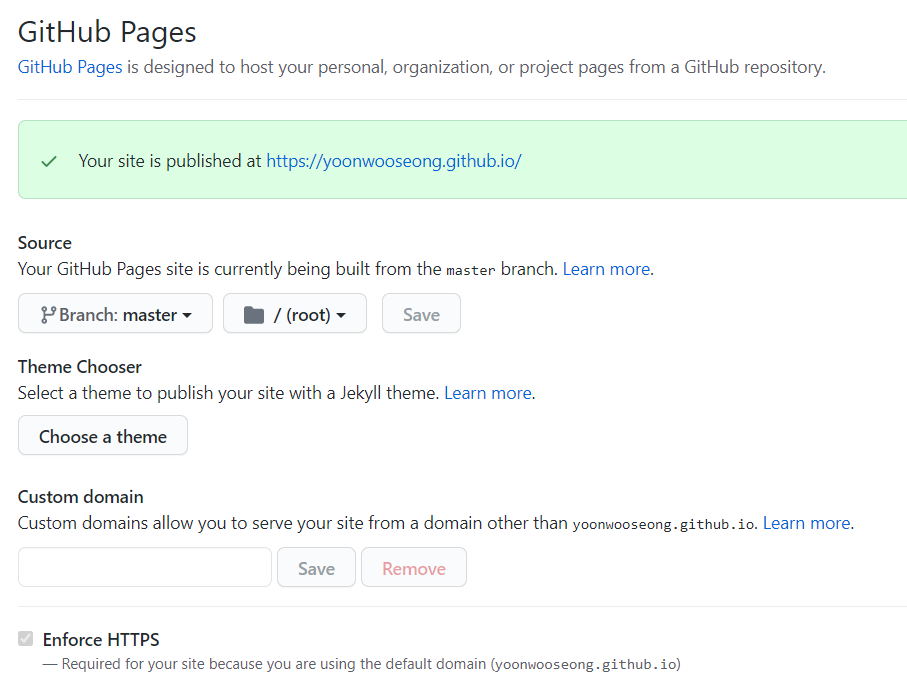 GitHub Pages
GitHub Pages is designed to host your personal, organization, or project pages from a GitHub repository.
Your site is published at https://yoonwooseong.github.io/
Source
Your GitHub Pages site is currently being built from the master branch. Learn more.
Branch: master / (root) Save
Theme Chooser
Select a theme to publish your site with a Jekyll theme. Learn more.
Choose a theme
Custom domain
Custom domains allow you to serve your site from a domain other than yoonwooseong.github.io. Learn more.
Save Remove
Enforce HTTPS
— Required for your site because you are using the default domain (yoonwooseong.github.io)